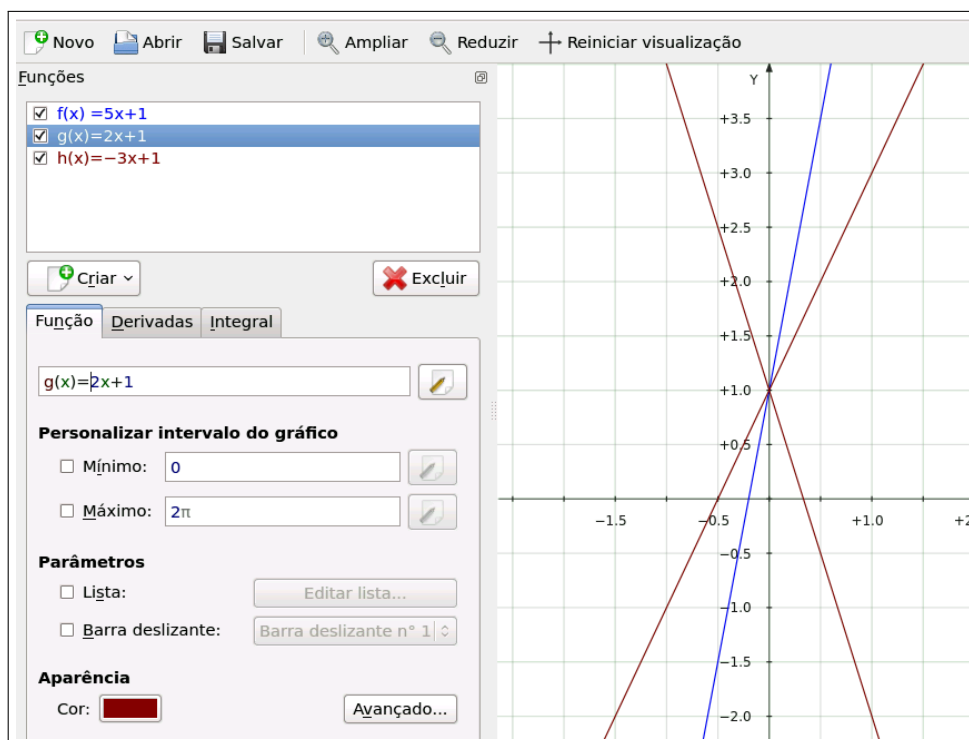 Novo Abrir Salvar Ampliar Reduzir Reiniciar visualização
Funções
f(x) =5x+1
g(x)=2x+1
h(x)=−3x+1
Criar Excluir
Função Derivadas Integral
g(x)=2x+1
Personalizar intervalo do gráfico
Mínimo: 0
Máximo: 2π
Parâmetros
Lista: Editar lista...
Barra deslizante: Barra deslizante n° 1
Aparência
Cor: Avançado...
Y
+3.5
+3.0
+2.5
+2.0
+1.5
+1.0
+0.5
−1.5 −0.5 +1.0 +2
−0.5
−1.0
−1.5
−2.0